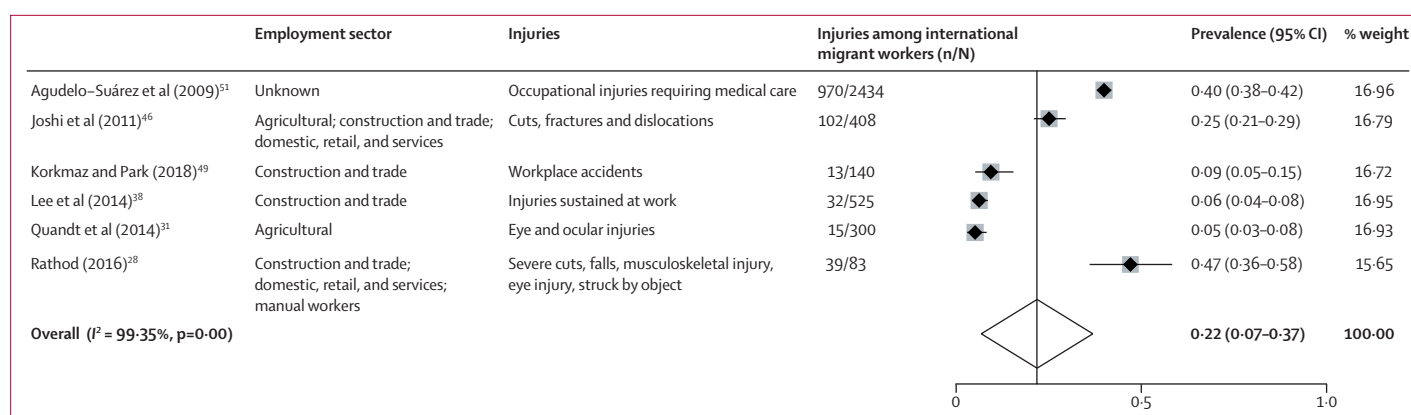 Employment sector Injuries Injuries among international Prevalence (95% CI) % weight
migrant workers (n/N)
Agudelo–Suárez et al (2009)⁵¹ Unknown Occupational injuries requiring medical care 970/2434 0·40 (0·38–0·42) 16·96
Joshi et al (2011)⁴⁶ Agricultural; construction and trade; Cuts, fractures and dislocations 102/408 0·25 (0·21–0·29) 16·79
domestic, retail, and services
Korkmaz and Park (2018)⁴⁹ Construction and trade Workplace accidents 13/140 0·09 (0.05–0·15) 16·72
Lee et al (2014)³⁸ Construction and trade Injuries sustained at work 32/525 0·06 (0·04–0·08) 16·95
Quandt et al (2014)³¹ Agricultural Eye and ocular injuries 15/300 0·05 (0·03–0·08) 16·93
Rathod (2016)²⁸ Construction and trade; Severe cuts, falls, musculoskeletal injury, 39/83 0·47 (0·36–0·58) 15·65
domestic, retail, and services; eye injury, struck by object
manual workers
Overall (I² = 99·35%, p=0·00) 0·22 (0·07–0·37) 100·00
0 0·5 1·0